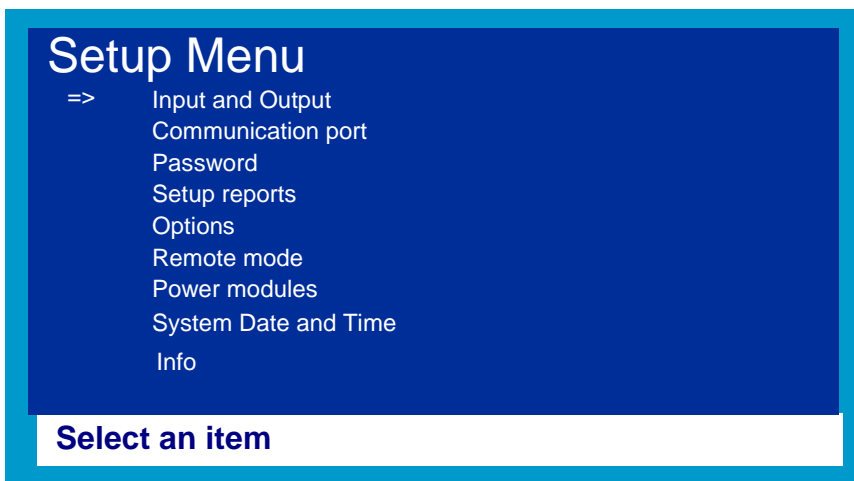 Setup Menu
=> Input and Output
Communication port
Password
Setup reports
Options
Remote mode
Power modules
System Date and Time
Info
Select an item